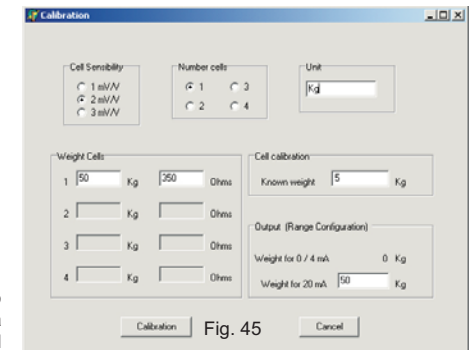 Calibration
Cell Sensibility
1 mV/V
2 mV/V
3 mV/V
Number cells
1 3
2 4
Unit
Kg
Weight Cells
1 50 Kg 350 Ohms
2 Kg Ohms
3 Kg Ohms
4 Kg Ohms
Cell calibration
Known weight 5 Kg
Output (Range Configuration)
Weight for 0 / 4 mA 0 Kg
Weight for 20 mA 50 Kg
Calibration Fig. 45 Cancel